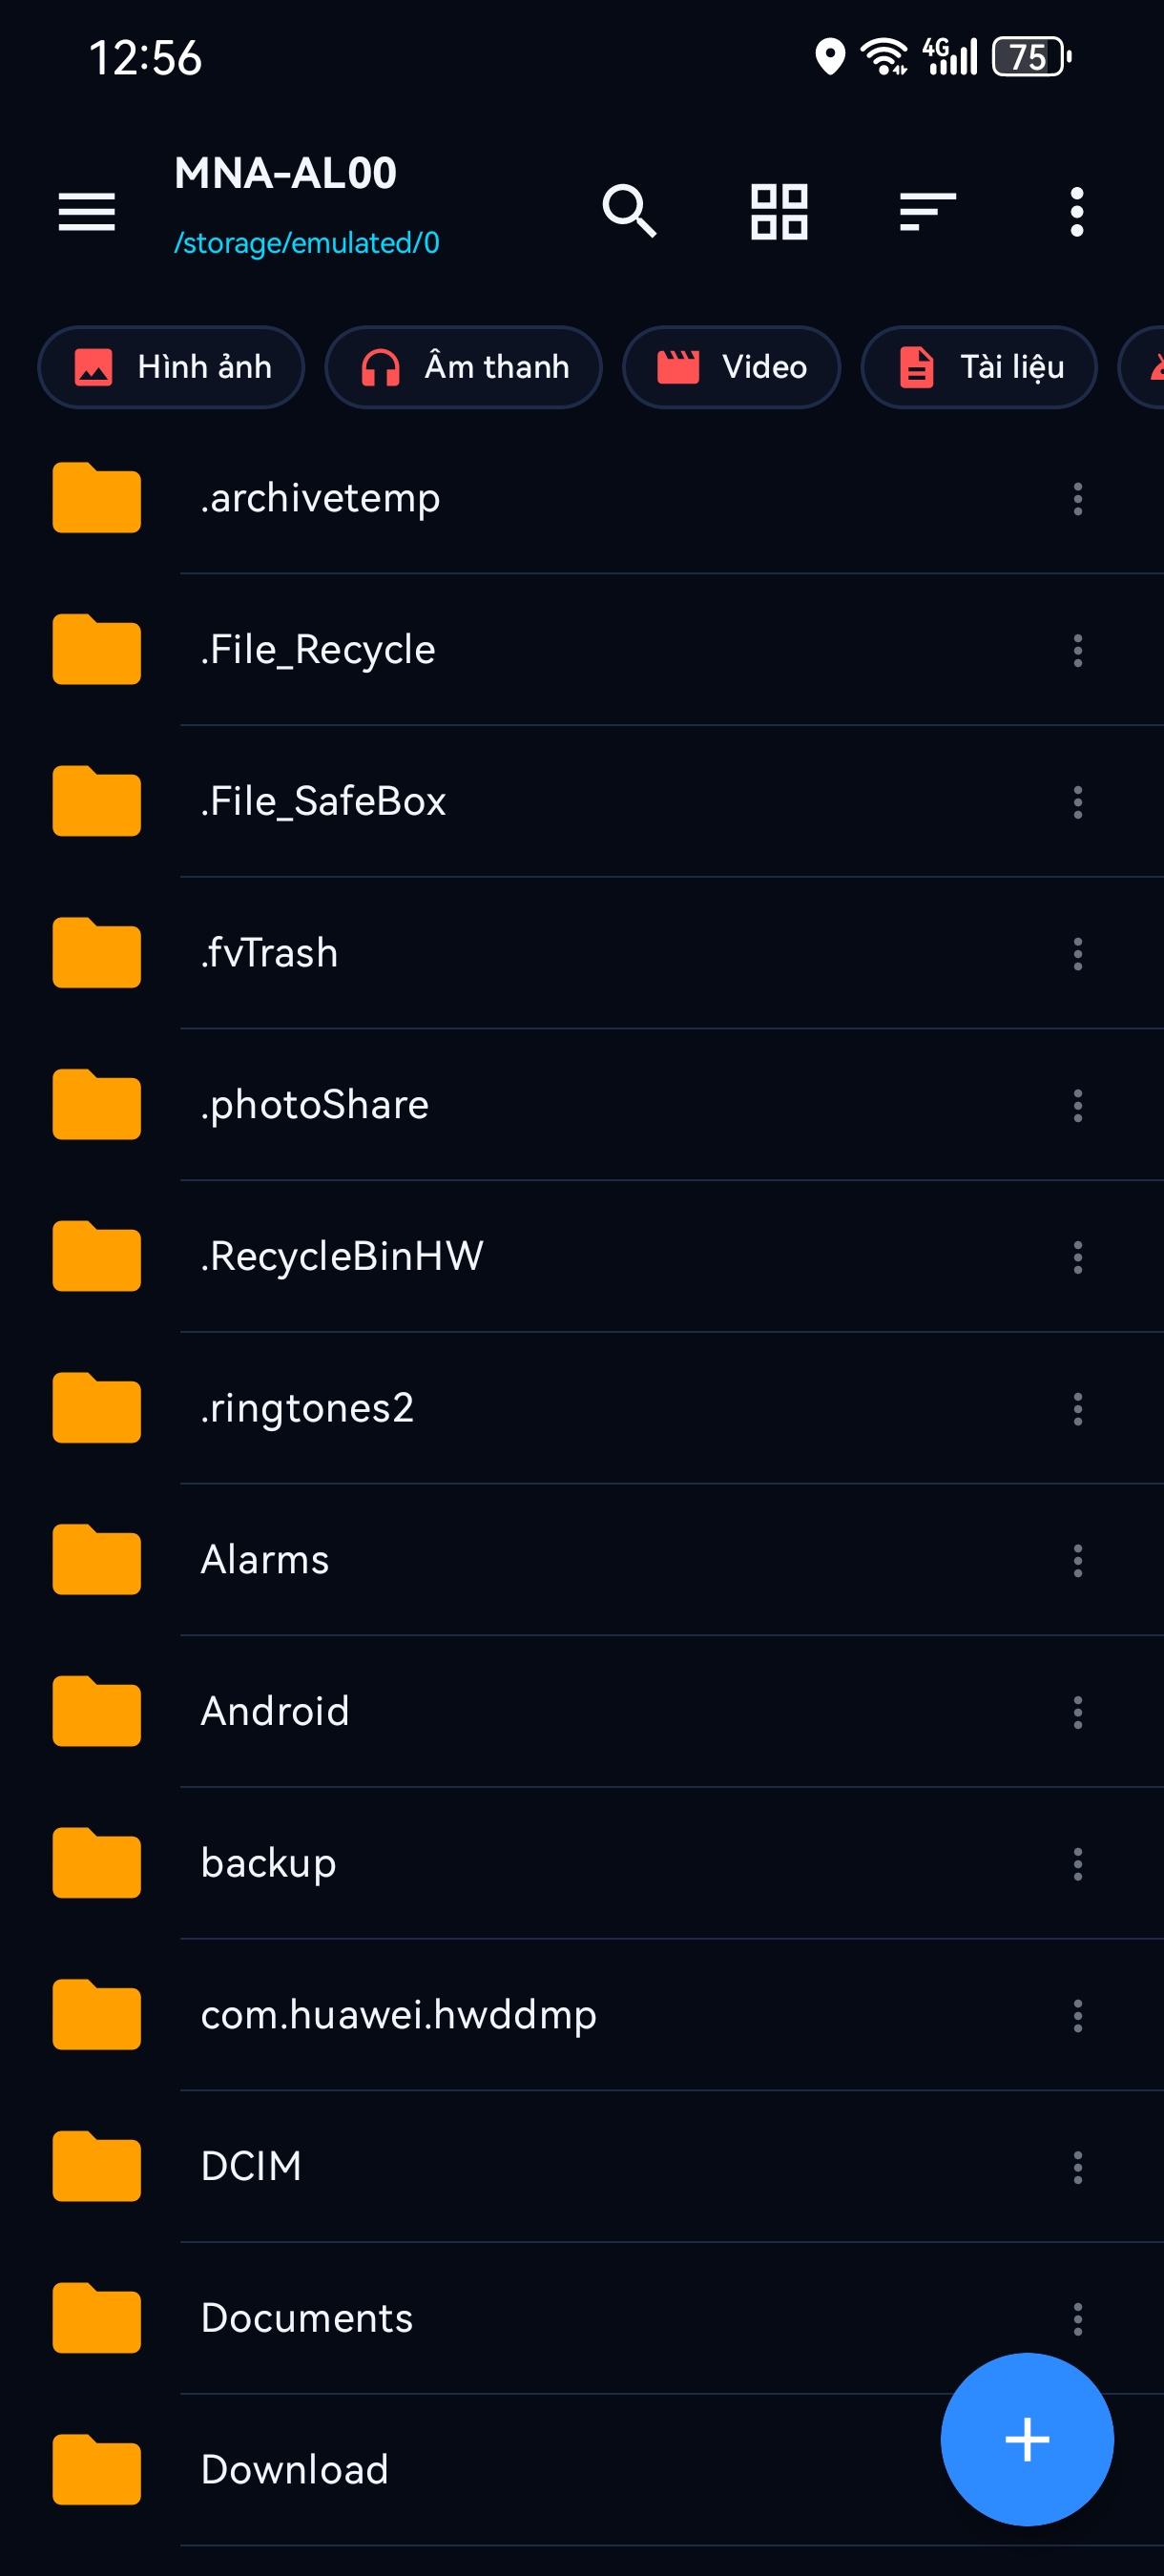 12:56
4G
75
MNA-AL00
/storage/emulated/0
Hình ảnh
Âm thanh
Video
Tài liệu
.archivetemp
.File_Recycle
.File_SafeBox
.fvTrash
.photoShare
.RecycleBinHW
.ringtones2
Alarms
Android
backup
com.huawei.hwddmp
DCIM
Documents
Download